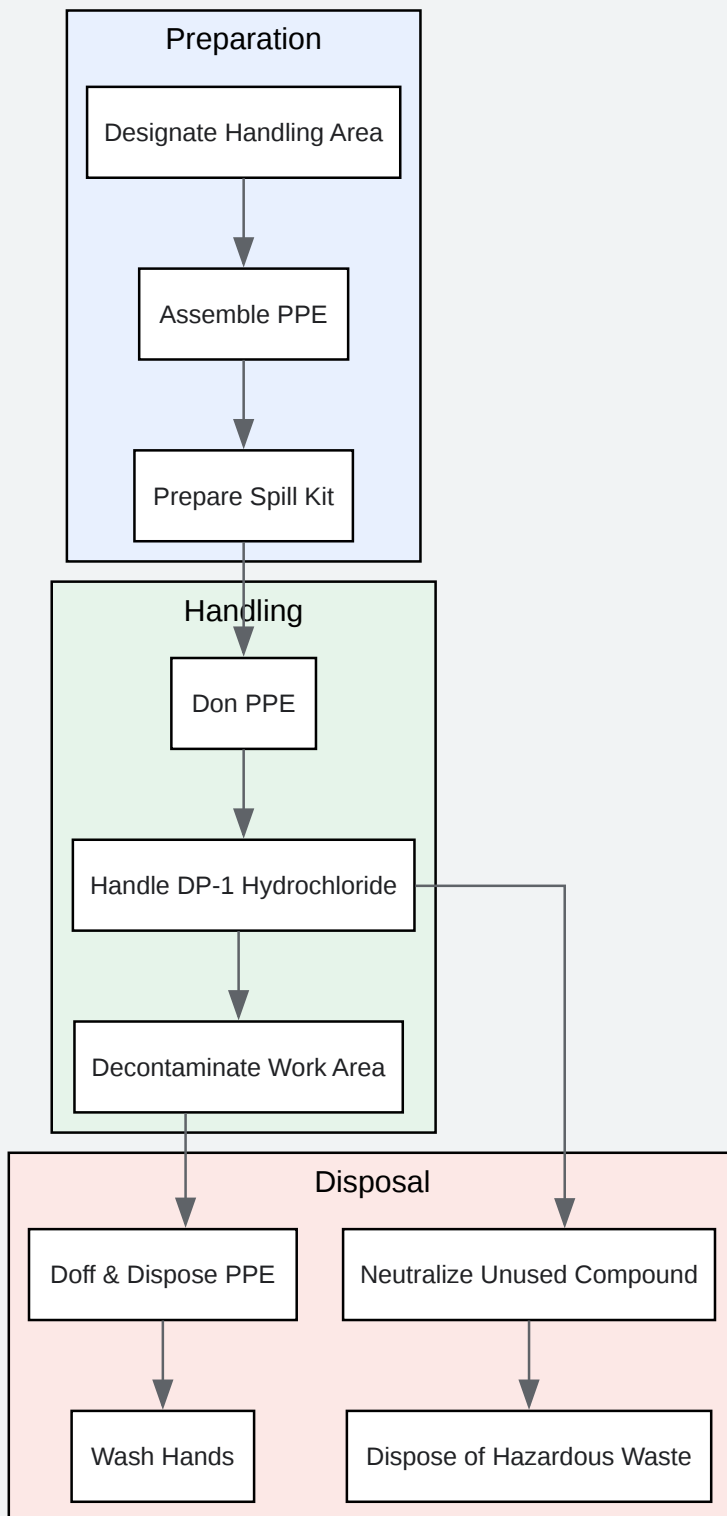 Preparation
Designate Handling Area
Assemble PPE
Prepare Spill Kit
Handling
Don PPE
Handle DP-1 Hydrochloride
Decontaminate Work Area
Disposal
Doff & Dispose PPE
Neutralize Unused Compound
Wash Hands
Dispose of Hazardous Waste